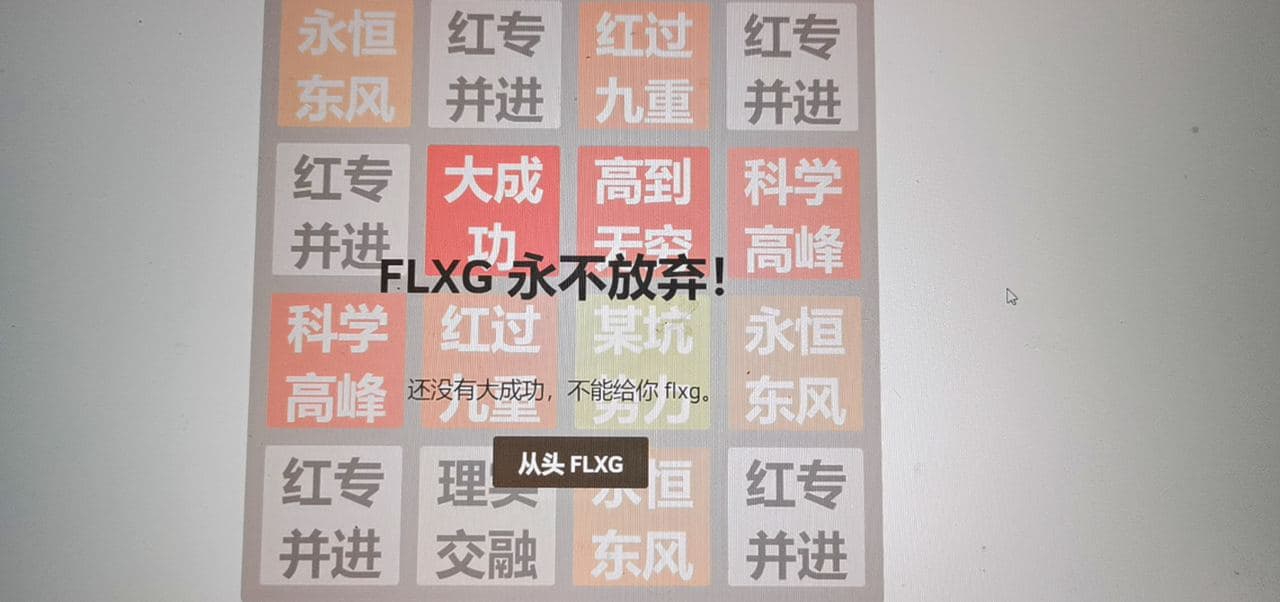 永恒
东风
红专
并进
红过
九重
红专
并进
红专
并进
大成
功
高到
无穷
科学
高峰
FLXG 永不放弃！
科学
高峰
红过
九重
某坑
势力
永恒
东风
还没有大成功，不能给你 flxg。
从头 FLXG
红专
并进
理实
交融
永恒
东风
红专
并进